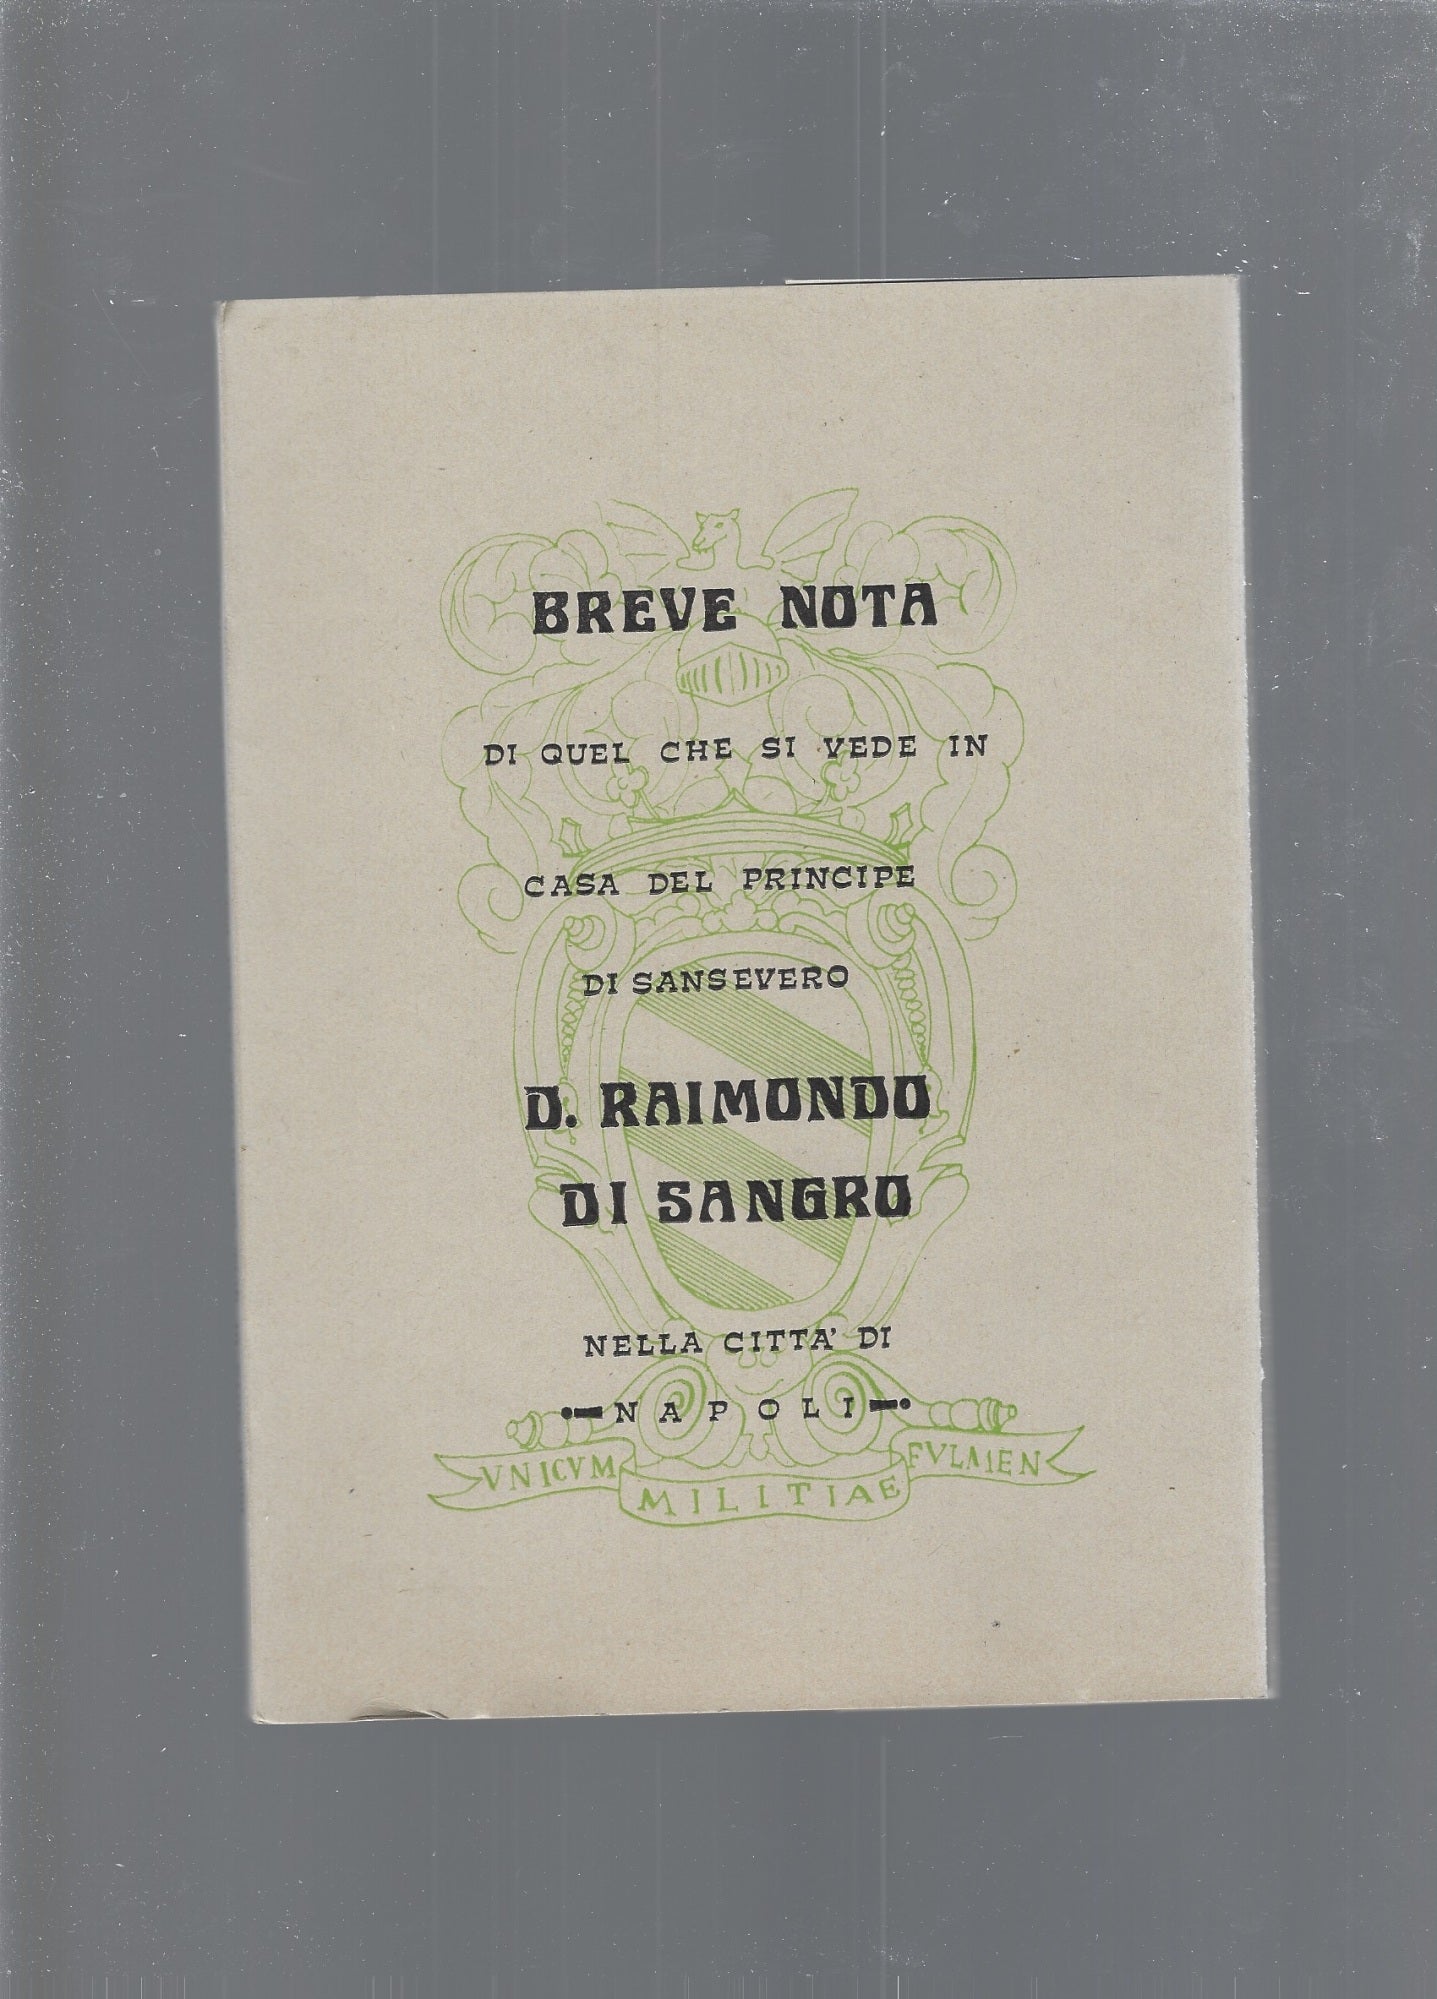 BREVE NOTA
DI QUEL CHE SI VEDE IN
CASA DEL PRINCIPE
DI SANSEVERO
D. RAIMONDO
DI SANGRO
NELLA CITTA' DI
NAPOLI
VNICVM MILITIAE FVLMEN